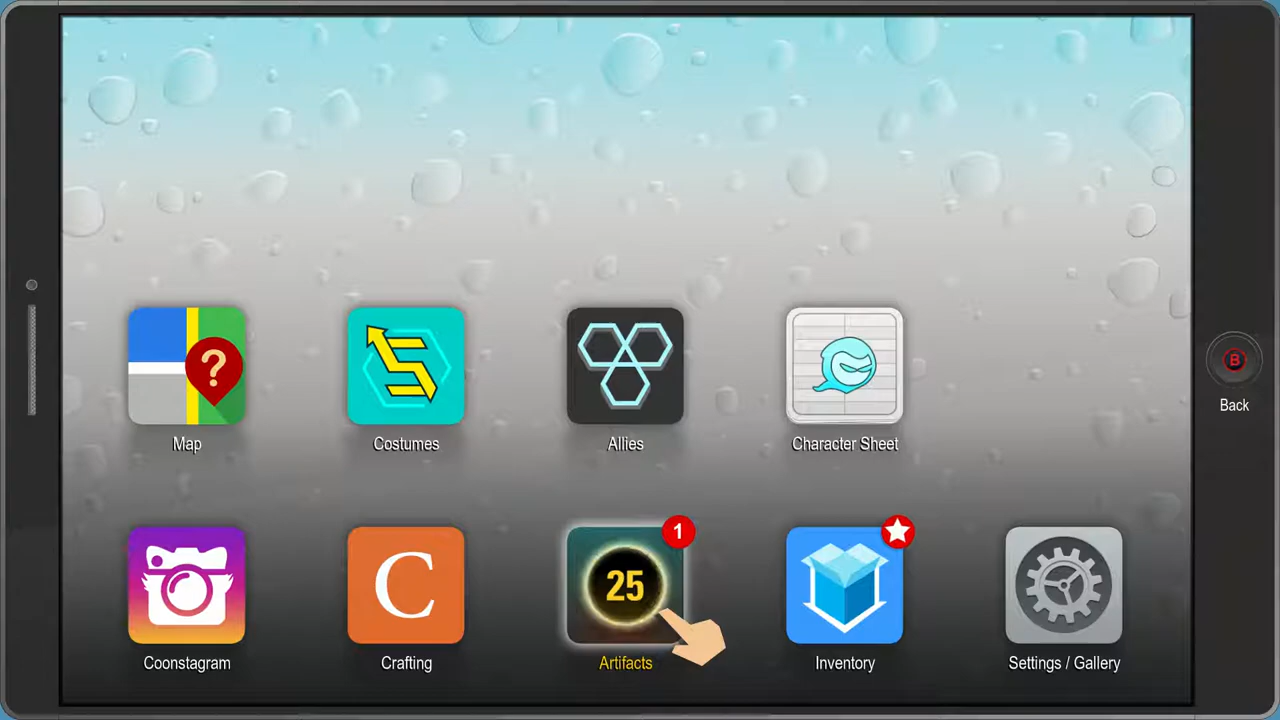 ?
Map
Costumes
Allies
Character Sheet
B
Back
1
C
25
Coonstagram
Crafting
Artifacts
Inventory
Settings / Gallery